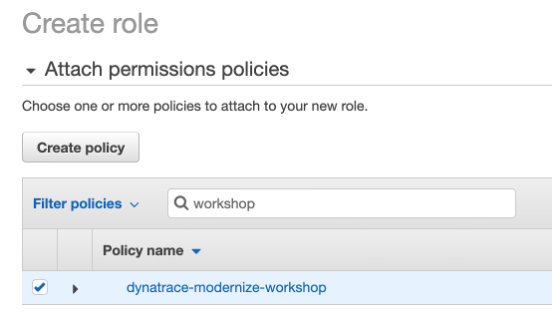 Create role
Attach permissions policies
Choose one or more policies to attach to your new role.
Create policy
Filter policies
workshop
Policy name
dynatrace-modernize-workshop